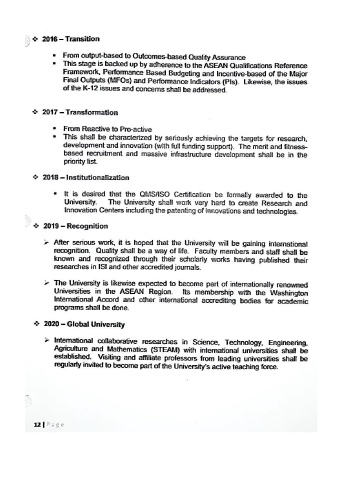 ❖ 2016 – Transition
▪ From output-based to Outcomes-based Quality Assurance
▪ This stage is backed up by adherence to the ASEAN Qualifications Reference
Framework, Performance Based Budgeting and Incentive-based of the Major
Final Outputs (MFOs) and Performance Indicators (PIs). Likewise, the issues
of the K-12 issues and concerns shall be addressed.
❖ 2017 – Transformation
▪ From Reactive to Pro-active
▪ This shall be characterized by seriously achieving the targets for research,
development and innovation (with full funding support). The merit and fitness-
based recruitment and massive infrastructure development shall be in the
priority list.
❖ 2018 – Institutionalization
▪ It is desired that the QMS/ISO Certification be formally awarded to the
University. The University shall work very hard to create Research and
Innovation Centers including the patenting of innovations and technologies.
❖ 2019 – Recognition
➢ After serious work, it is hoped that the University will be gaining international
recognition. Quality shall be a way of life. Faculty members and staff shall be
known and recognized through their scholarly works having published their
researches in ISI and other accredited journals.
➢ The University is likewise expected to become part of internationally renowned
Universities in the ASEAN Region. Its membership with the Washington
International Accord and other international accrediting bodies for academic
programs shall be done.
❖ 2020 – Global University
➢ International collaborative researches in Science, Technology, Engineering,
Agriculture and Mathematics (STEAM) with international universities shall be
established. Visiting and affiliate professors from leading universities shall be
regularly invited to become part of the University's active teaching force.
12 | Page